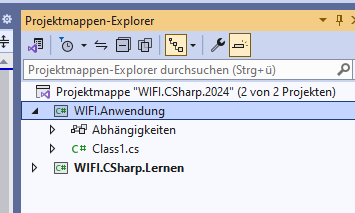 Projektmappen-Explorer
Projektmappen-Explorer durchsuchen (Strg+ü)
Projektmappe "WIFI.CSharp.2024" (2 von 2 Projekten)
C# WIFI.Anwendung
Abhängigkeiten
C# Class1.cs
C# WIFI.CSharp.Lernen